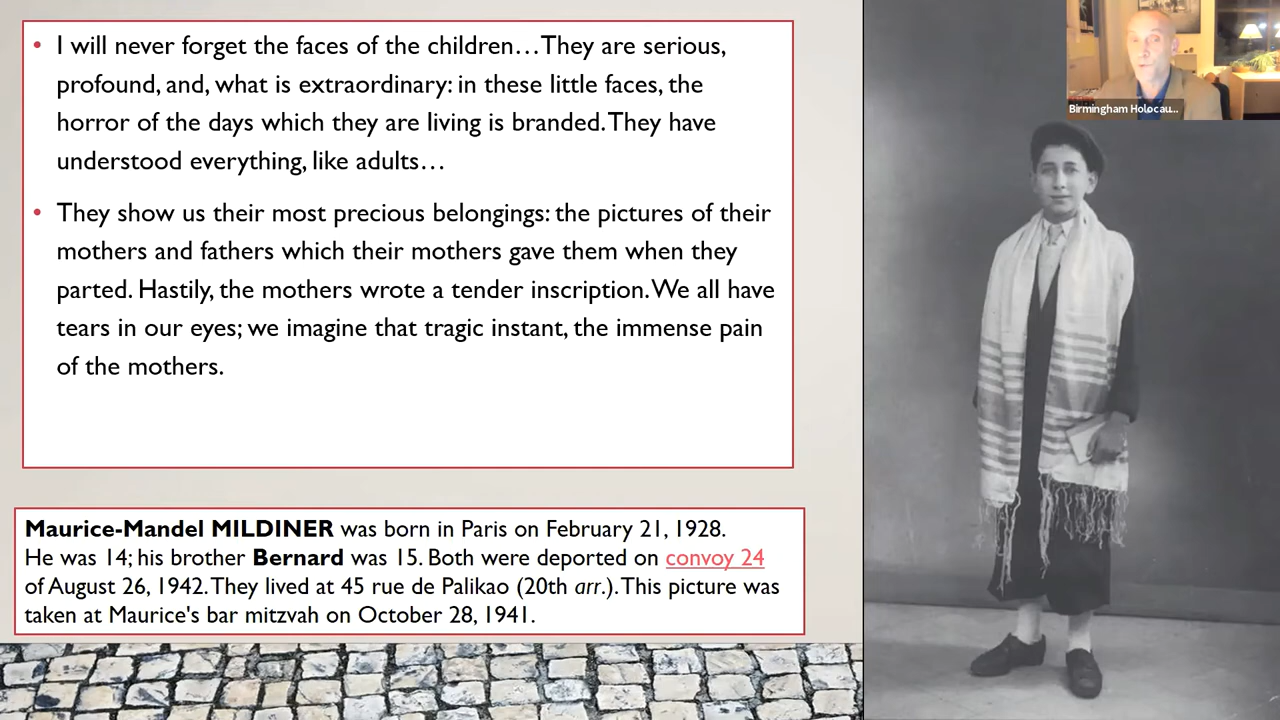 • I will never forget the faces of the children…They are serious,
profound, and, what is extraordinary: in these little faces, the
horror of the days which they are living is branded. They have
understood everything, like adults…
• They show us their most precious belongings: the pictures of their
mothers and fathers which their mothers gave them when they
parted. Hastily, the mothers wrote a tender inscription. We all have
tears in our eyes; we imagine that tragic instant, the immense pain
of the mothers.
Maurice-Mandel MILDINER was born in Paris on February 21, 1928.
He was 14; his brother Bernard was 15. Both were deported on convoy 24
of August 26, 1942. They lived at 45 rue de Palikao (20th arr.). This picture was
taken at Maurice's bar mitzvah on October 28, 1941.
Birmingham Holocau...